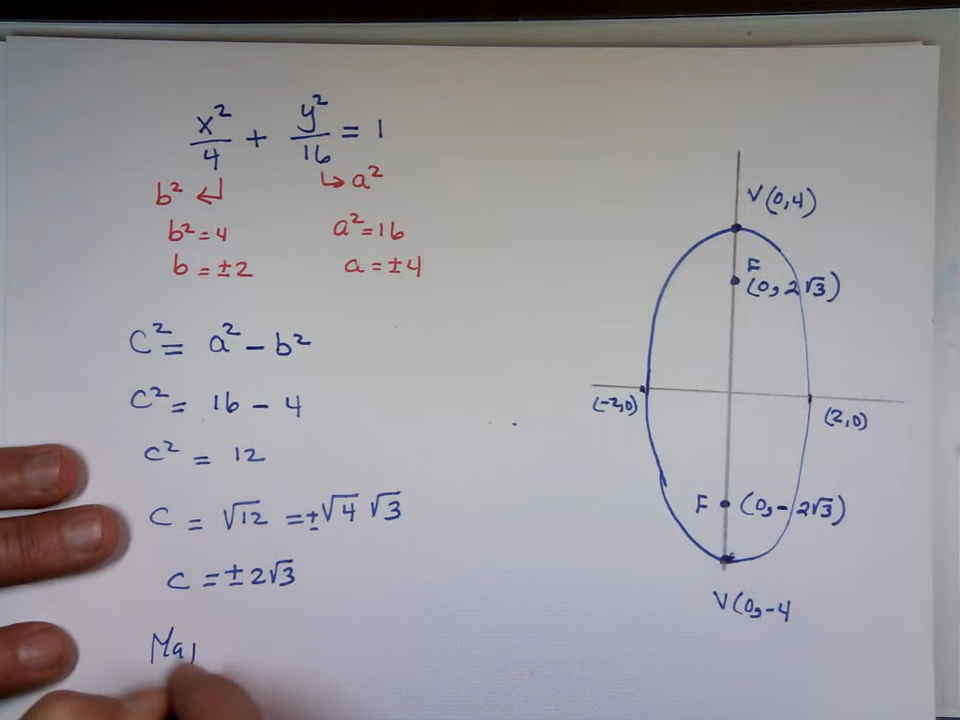 x²/4 + y²/16 = 1
b² ↲ ↳ a²
b² = 4 a² = 16
b = ±2 a = ±4
C² = a² - b²
C² = 16 - 4
c² = 12
c = √12 = ±√4 √3
c = ±2√3
Maj
V(0,4)
F
(0, 2√3)
(-2,0)
(2,0)
F (0, -2√3)
V(0,-4